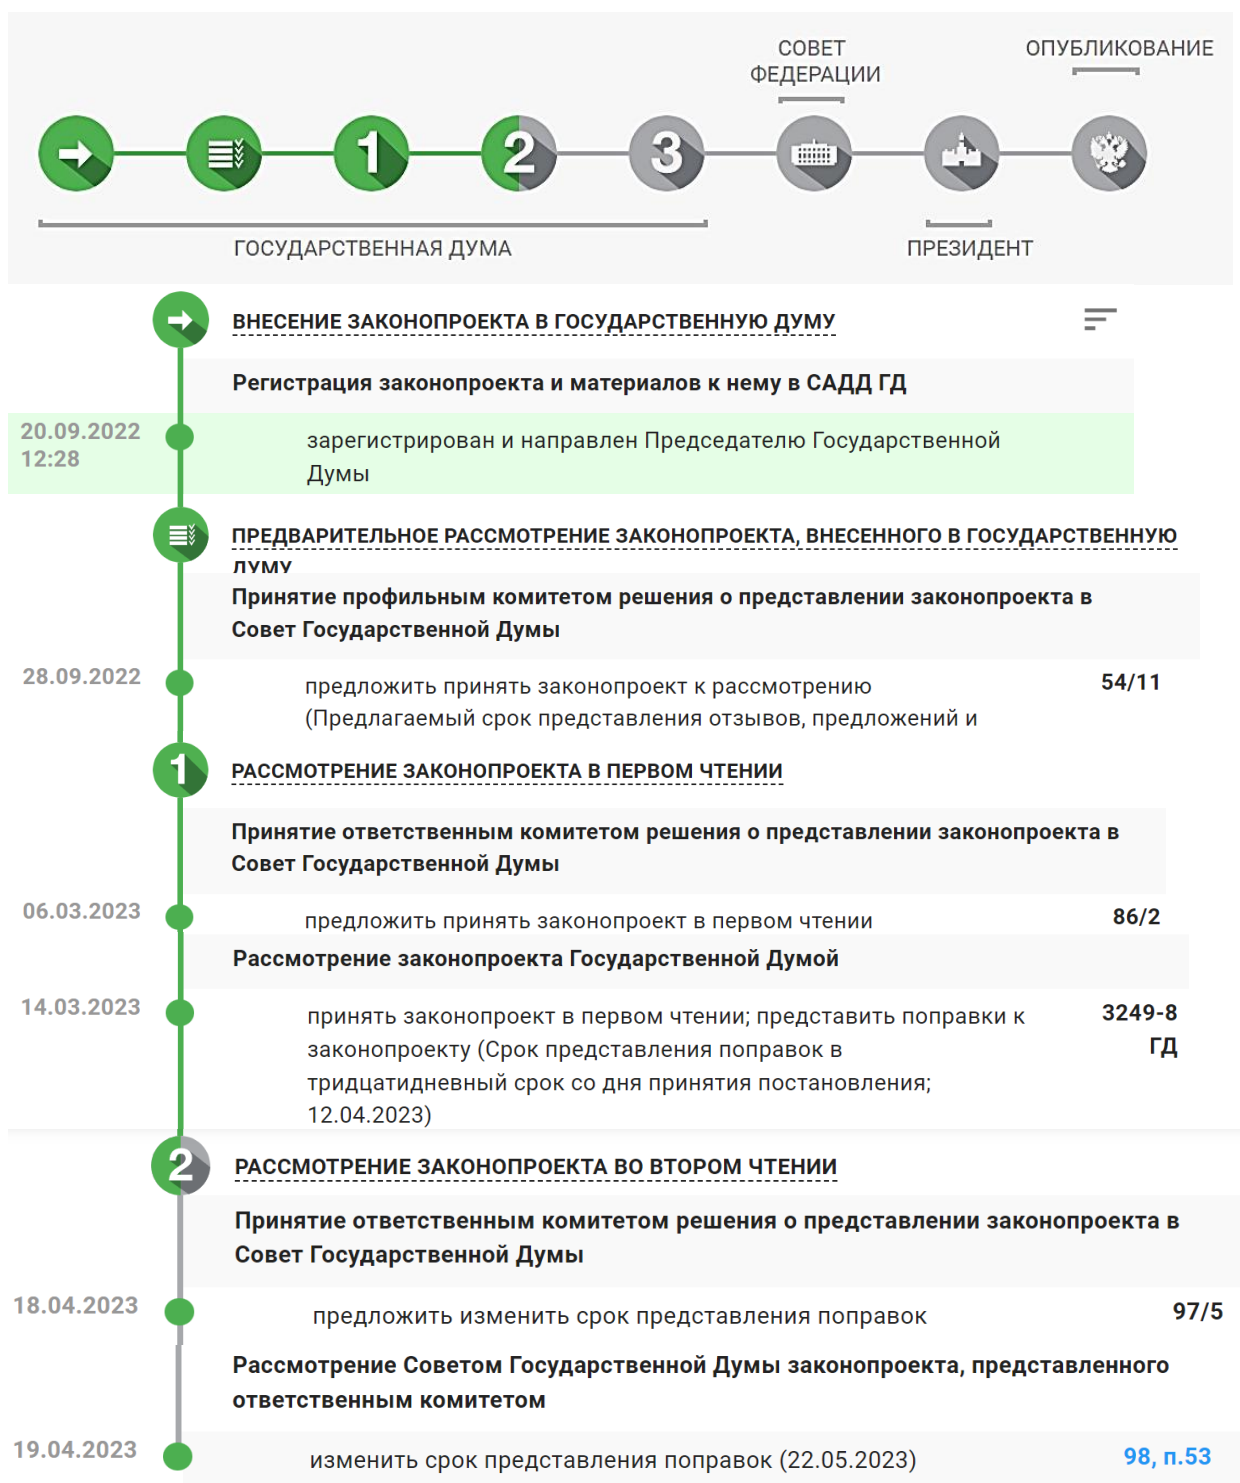 СОВЕТ
ФЕДЕРАЦИИ
ОПУБЛИКОВАНИЕ
1
2
3
ГОСУДАРСТВЕННАЯ ДУМА
ПРЕЗИДЕНТ
ВНЕСЕНИЕ ЗАКОНОПРОЕКТА В ГОСУДАРСТВЕННУЮ ДУМУ
Регистрация законопроекта и материалов к нему в САДД ГД
20.09.2022
12:28
зарегистрирован и направлен Председателю Государственной
Думы
ПРЕДВАРИТЕЛЬНОЕ РАССМОТРЕНИЕ ЗАКОНОПРОЕКТА, ВНЕСЕННОГО В ГОСУДАРСТВЕННУЮ
ДУМУ
Принятие профильным комитетом решения о представлении законопроекта в
Совет Государственной Думы
28.09.2022
предложить принять законопроект к рассмотрению
54/11
(Предлагаемый срок представления отзывов, предложений и
1
РАССМОТРЕНИЕ ЗАКОНОПРОЕКТА В ПЕРВОМ ЧТЕНИИ
Принятие ответственным комитетом решения о представлении законопроекта в
Совет Государственной Думы
06.03.2023
предложить принять законопроект в первом чтении
86/2
Рассмотрение законопроекта Государственной Думой
14.03.2023
принять законопроект в первом чтении; представить поправки к
законопроекту (Срок представления поправок в
тридцатидневный срок со дня принятия постановления;
12.04.2023)
3249-8
ГД
2
РАССМОТРЕНИЕ ЗАКОНОПРОЕКТА ВО ВТОРОМ ЧТЕНИИ
Принятие ответственным комитетом решения о представлении законопроекта в
Совет Государственной Думы
18.04.2023
предложить изменить срок представления поправок
97/5
Рассмотрение Советом Государственной Думы законопроекта, представленного
ответственным комитетом
19.04.2023
изменить срок представления поправок (22.05.2023)
98, п.53